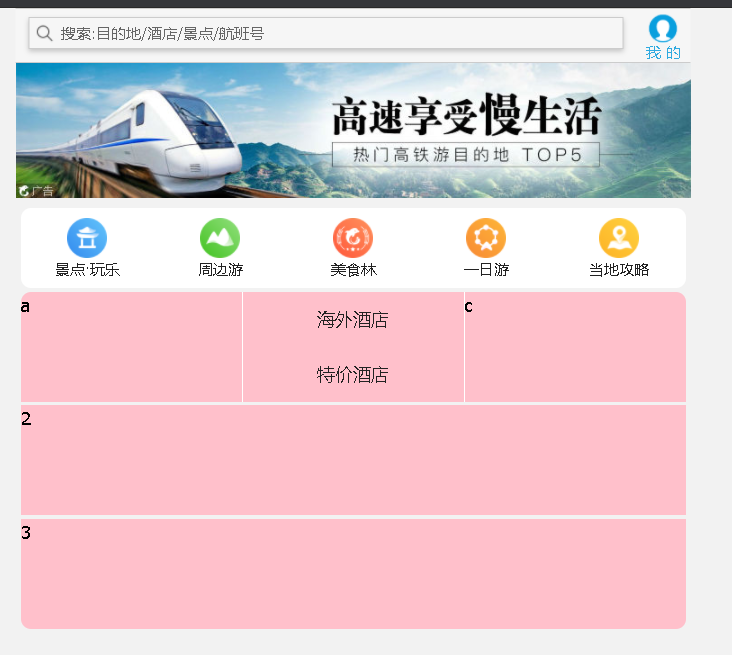 搜索:目的地/酒店/景点/航班号
我 的
高速享受慢生活
热门高铁游目的地 TOP5
广告
景点·玩乐
周边游
美食林
一日游
当地攻略
a
海外酒店
特价酒店
c
2
3